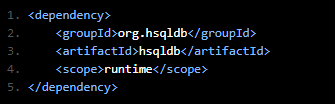 1. <dependency>
2.     <groupId>org.hsqldb</groupId>
3.     <artifactId>hsqldb</artifactId>
4.     <scope>runtime</scope>
5. </dependency>